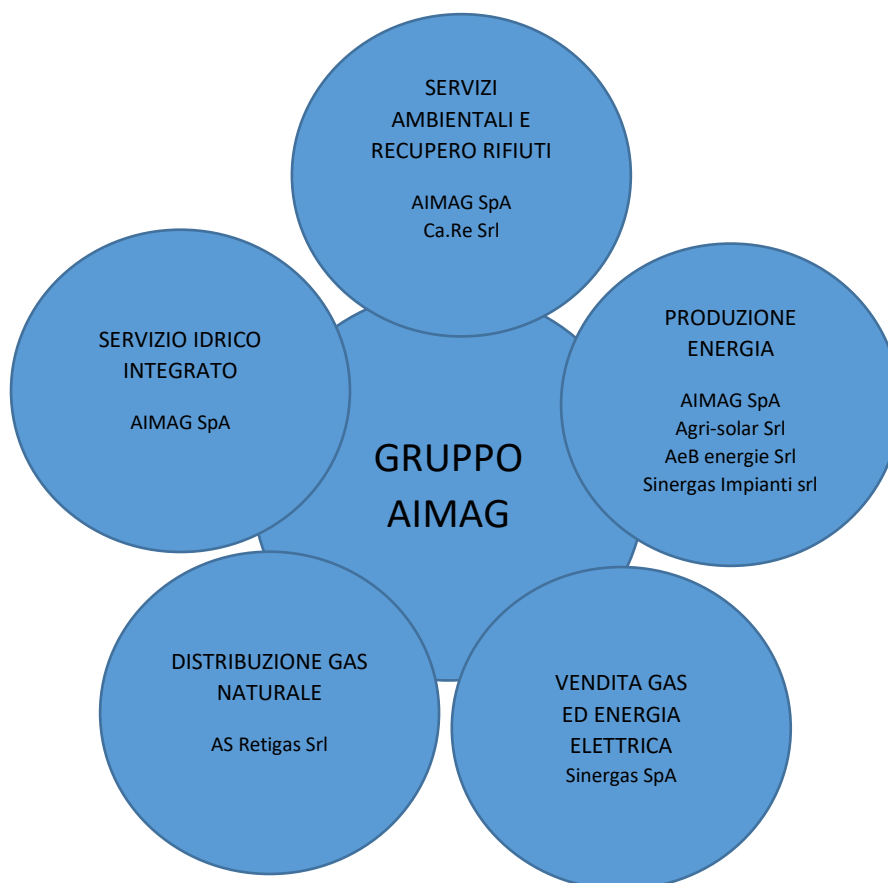 SERVIZI
AMBIENTALI E
RECUPERO RIFIUTI
AIMAG SpA
Ca.Re Srl
SERVIZIO IDRICO
INTEGRATO
AIMAG SpA
PRODUZIONE
ENERGIA
AIMAG SpA
Agri-solar Srl
AeB energie Srl
Sinergas Impianti srl
GRUPPO
AIMAG
DISTRIBUZIONE GAS
NATURALE
AS Retigas Srl
VENDITA GAS
ED ENERGIA
ELETTRICA
Sinergas SpA